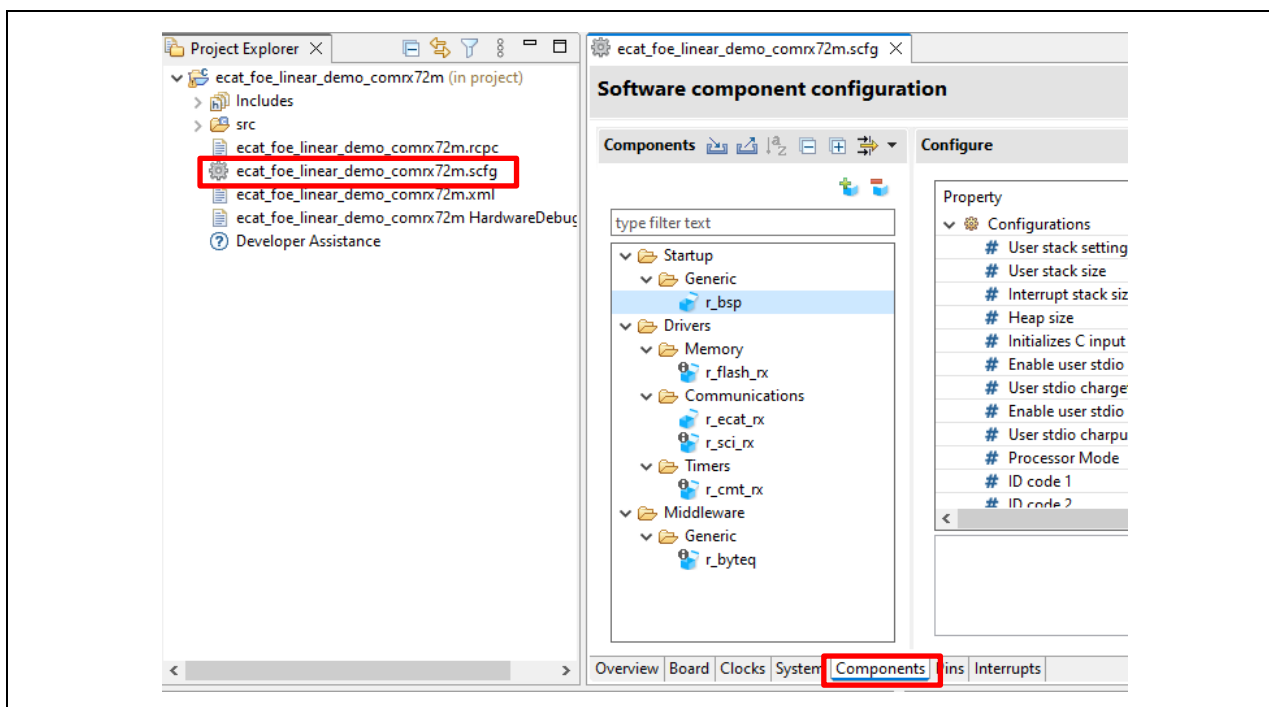 Project Explorer
ecat_foe_linear_demo_comrx72m (in project)
Includes
src
ecat_foe_linear_demo_comrx72m.rcpc
ecat_foe_linear_demo_comrx72m.scfg
ecat_foe_linear_demo_comrx72m.xml
ecat_foe_linear_demo_comrx72m HardwareDebug
Developer Assistance
ecat_foe_linear_demo_comrx72m.scfg
Software component configuration
Components
type filter text
Startup
Generic
r_bsp
Drivers
Memory
r_flash_rx
Communications
r_ecat_rx
r_sci_rx
Timers
r_cmt_rx
Middleware
Generic
r_byteq
Configure
Property
Configurations
# User stack setting
# User stack size
# Interrupt stack siz
# Heap size
# Initializes C input
# Enable user stdio
# User stdio charge
# Enable user stdio
# User stdio charpu
# Processor Mode
# ID code 1
# ID code 2
Overview Board Clocks System Components Pins Interrupts